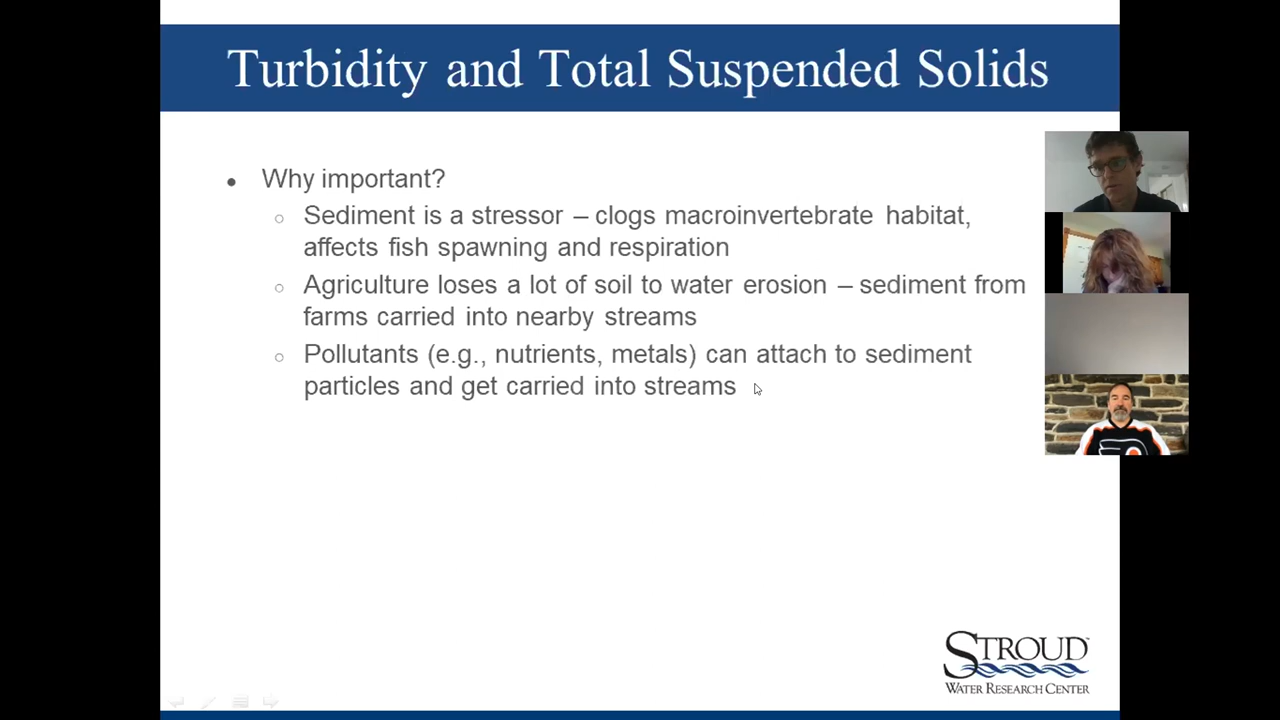 Turbidity and Total Suspended Solids
• Why important?
○ Sediment is a stressor – clogs macroinvertebrate habitat,
affects fish spawning and respiration
○ Agriculture loses a lot of soil to water erosion – sediment from
farms carried into nearby streams
○ Pollutants (e.g., nutrients, metals) can attach to sediment
particles and get carried into streams
STROUD™
WATER RESEARCH CENTER